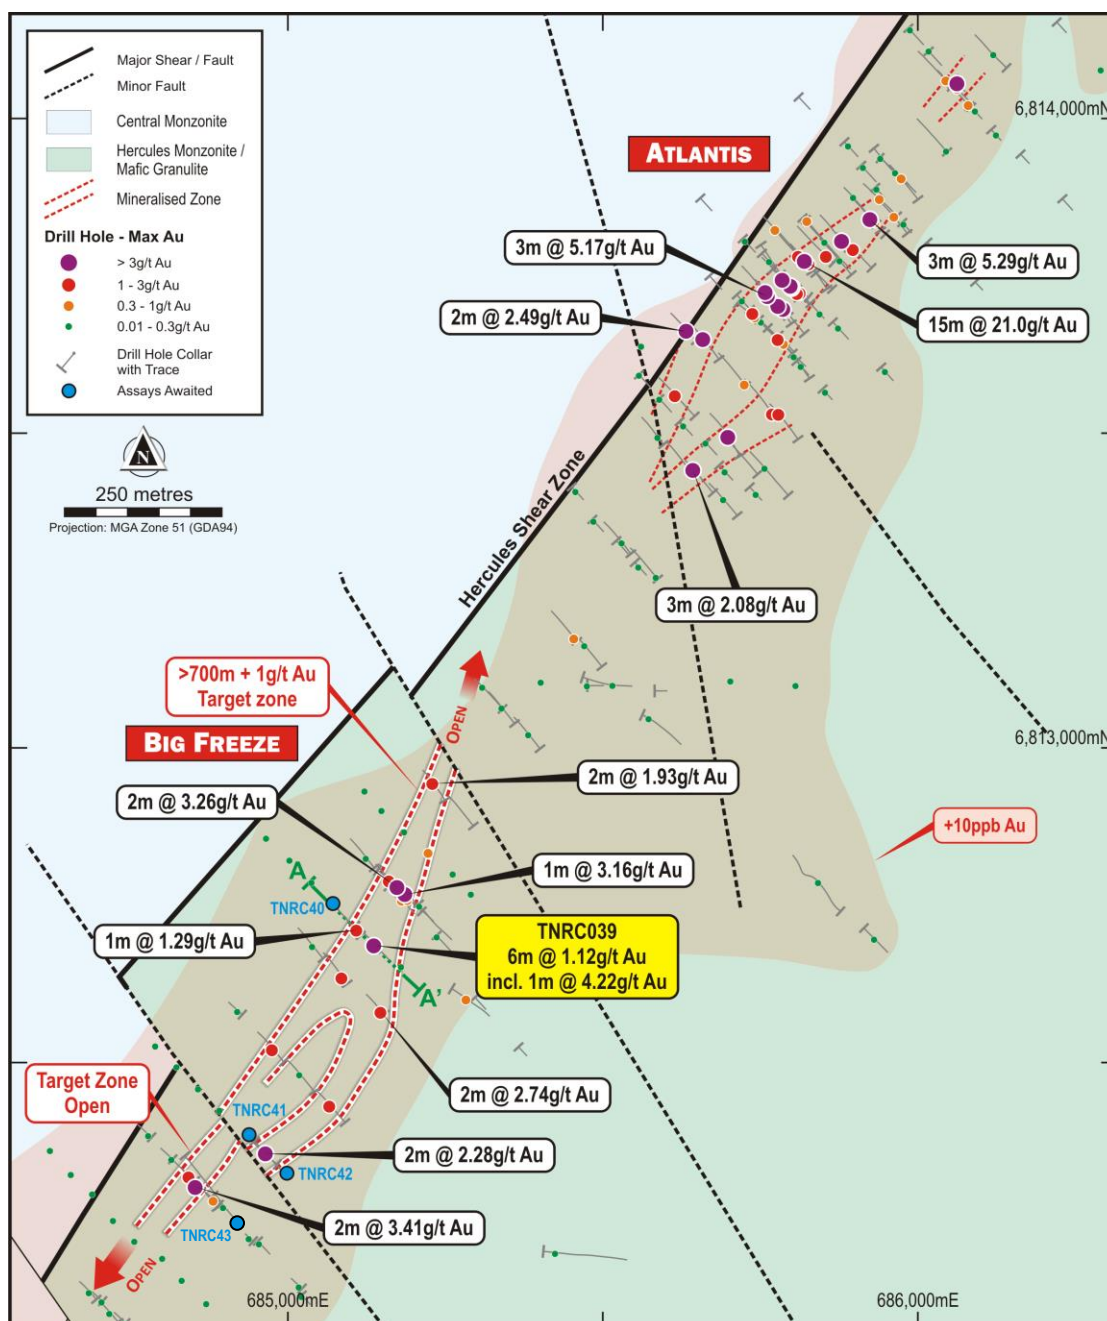 Major Shear / Fault
Minor Fault
Central Monzonite
Hercules Monzonite /
Mafic Granulite
Mineralised Zone
Drill Hole - Max Au
> 3g/t Au
1 - 3g/t Au
0.3 - 1g/t Au
0.01 - 0.3g/t Au
Drill Hole Collar
with Trace
Assays Awaited
N
250 metres
Projection: MGA Zone 51 (GDA94)
6,814,000mN
ATLANTIS
3m @ 5.17g/t Au
3m @ 5.29g/t Au
2m @ 2.49g/t Au
15m @ 21.0g/t Au
Hercules Shear Zone
3m @ 2.08g/t Au
>700m + 1g/t Au
Target zone
OPEN
BIG FREEZE
6,813,000mN
2m @ 1.93g/t Au
2m @ 3.26g/t Au
+10ppb Au
A
1m @ 3.16g/t Au
TNRC40
1m @ 1.29g/t Au
TNRC039
6m @ 1.12g/t Au
incl. 1m @ 4.22g/t Au
A'
Target Zone
Open
2m @ 2.74g/t Au
TNRC41
2m @ 2.28g/t Au
TNRC42
TNRC43
2m @ 3.41g/t Au
OPEN
685,000mE
686,000mE